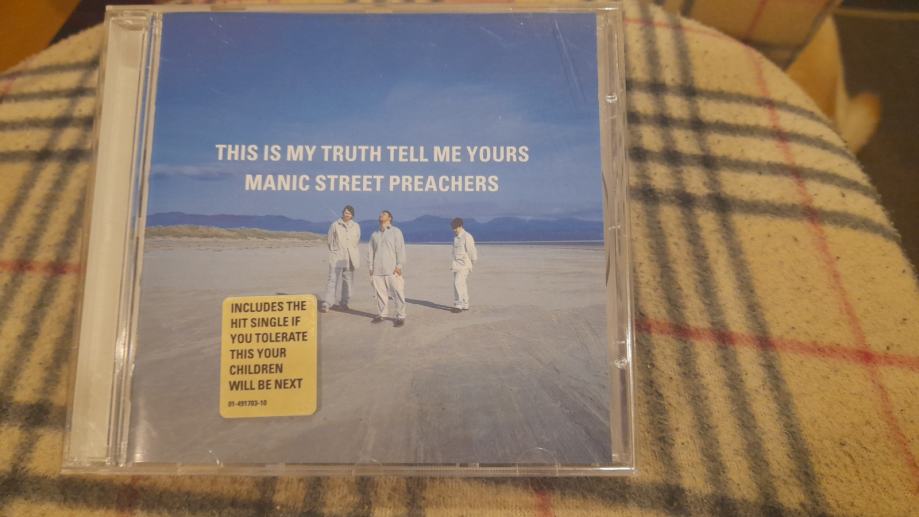 THIS IS MY TRUTH TELL ME YOURS
MANIC STREET PREACHERS
INCLUDES THE
HIT SINGLE IF
YOU TOLERATE
THIS YOUR
CHILDREN
WILL BE NEXT
01-491703-10